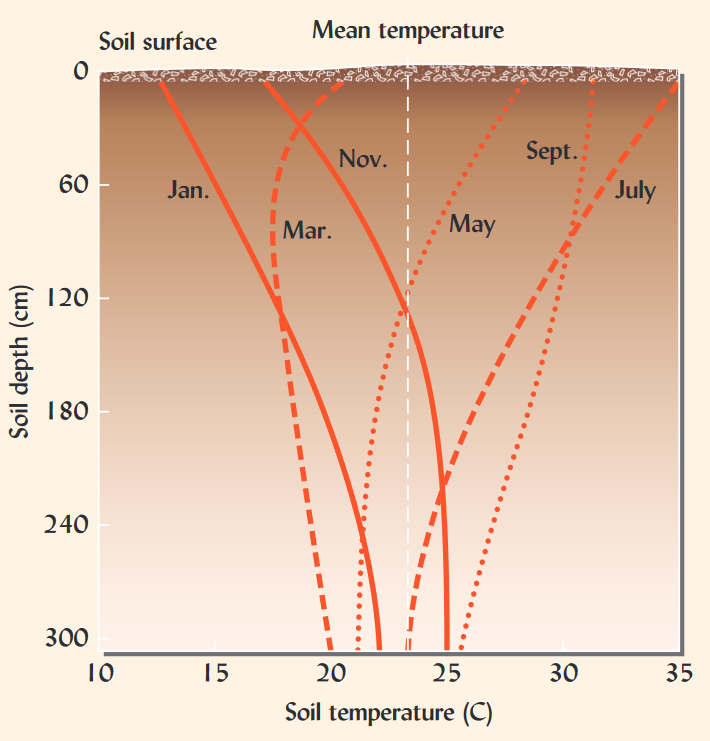 Mean temperature
Soil surface
0
60
120
180
240
300
Soil depth (cm)
Jan.
Mar.
Nov.
May
Sept.
July
10 15 20 25 30 35
Soil temperature (C)